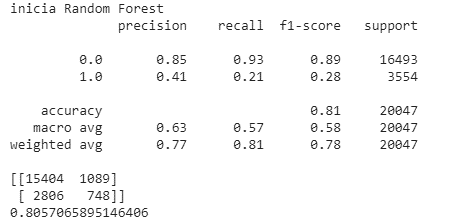 inicia Random Forest
precision recall f1-score support
0.0 0.85 0.93 0.89 16493
1.0 0.41 0.21 0.28 3554
accuracy 0.81 20047
macro avg 0.63 0.57 0.58 20047
weighted avg 0.77 0.81 0.78 20047
[[15404 1089]
[ 2806 748]]
0.8057065895146406